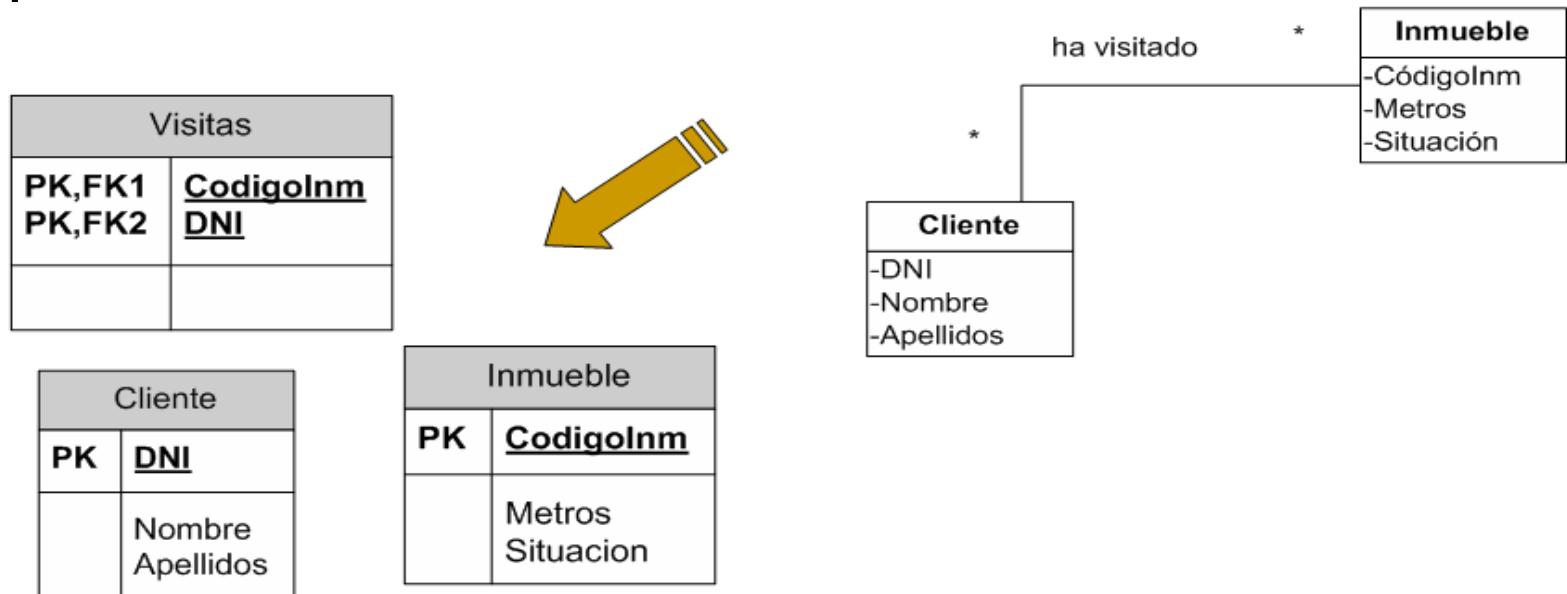 Visitas
PK,FK1 CodigoInm
PK,FK2 DNI
Cliente
PK DNI
Nombre
Apellidos
Inmueble
PK CodigoInm
Metros
Situacion
ha visitado
*
*
Inmueble
-CódigoInm
-Metros
-Situación
Cliente
-DNI
-Nombre
-Apellidos